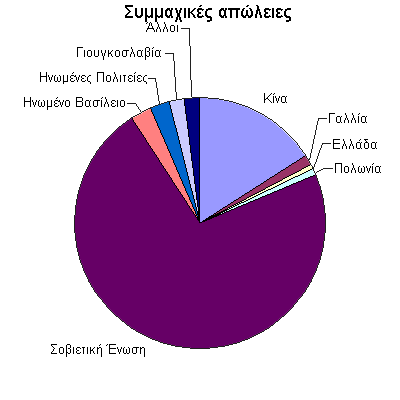 Συμμαχικές απώλειες
Άλλοι
Γιουγκοσλαβία
Ηνωμένες Πολιτείες
Ηνωμένο Βασίλειο
Κίνα
Γαλλία
Ελλάδα
Πολωνία
Σοβιετική Ένωση